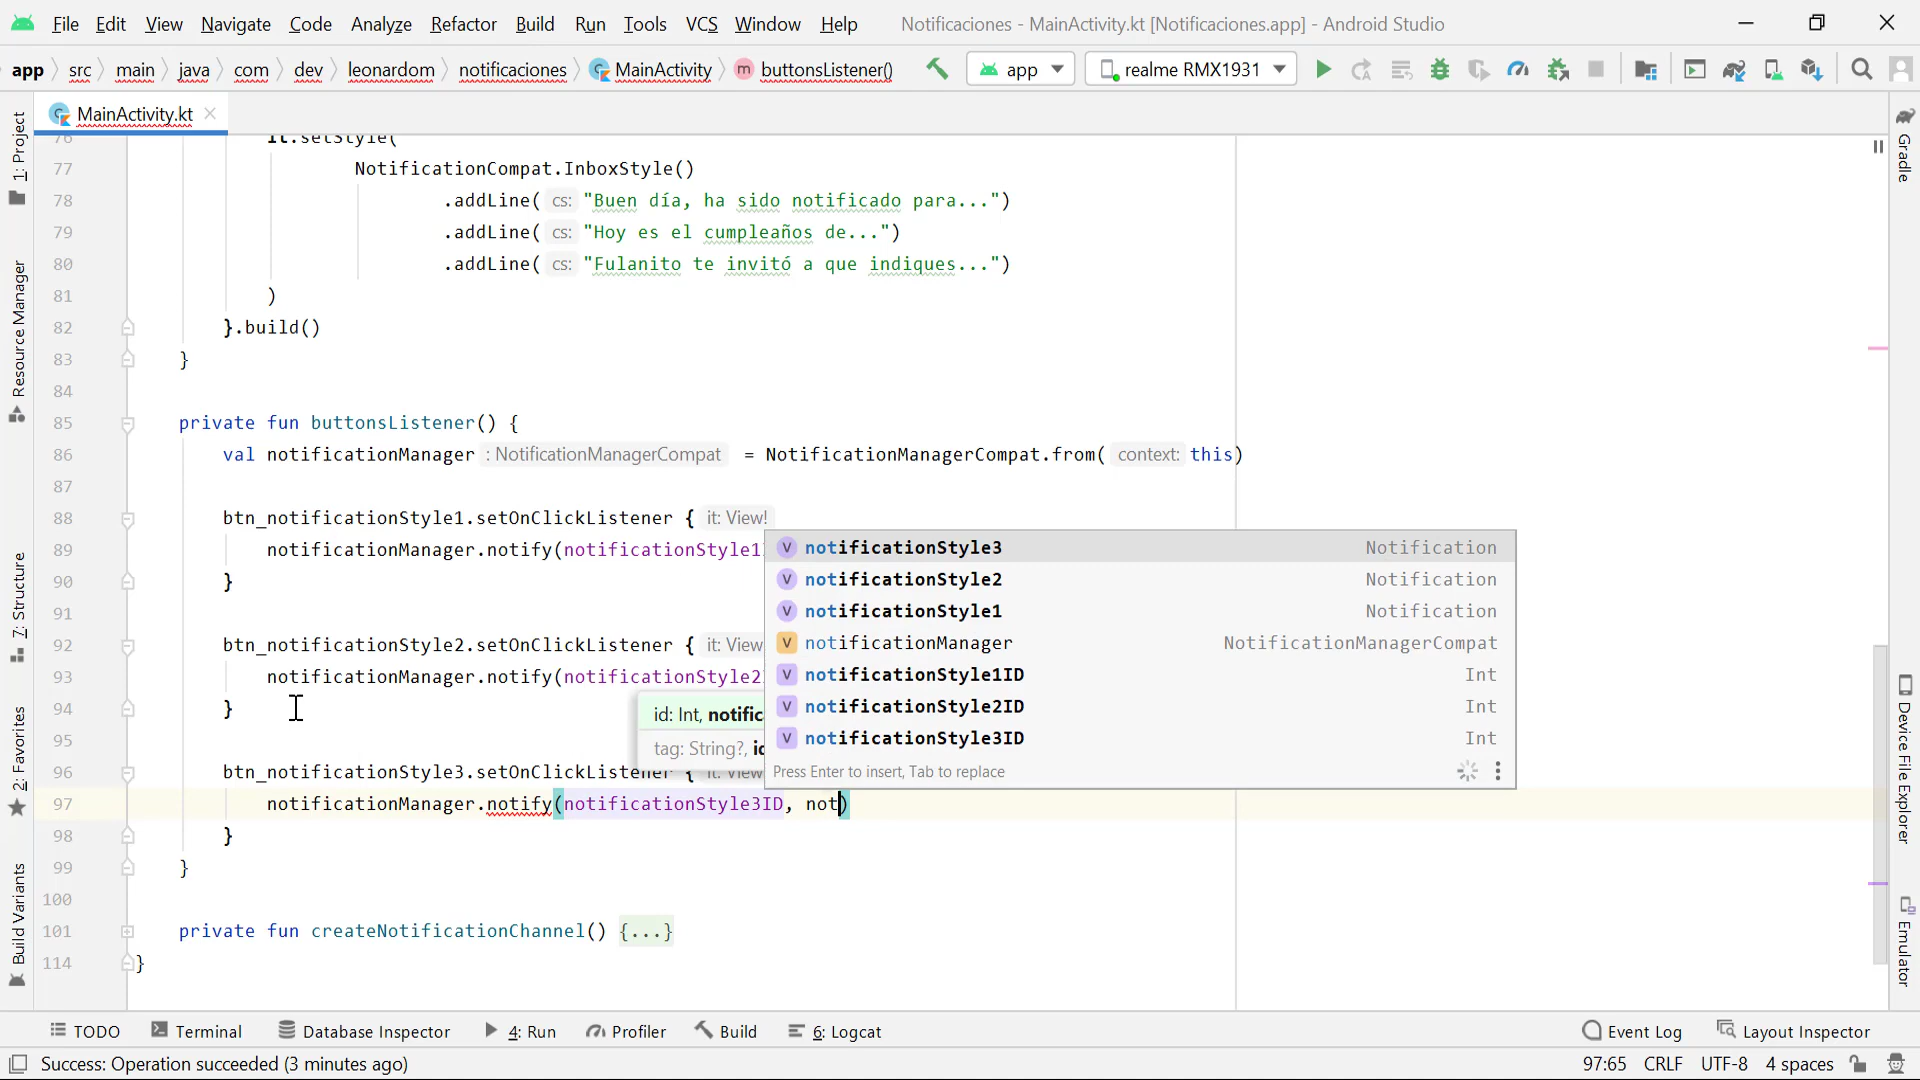 File Edit View Navigate Code Analyze Refactor Build Run Tools VCS Window Help Notificaciones - MainActivity.kt [Notificaciones.app] - Android Studio
app src main java com dev leonardom notificaciones MainActivity buttonsListener() app realme RMX1931
MainActivity.kt
76 it.setStyle(
77 NotificationCompat.InboxStyle()
78 .addLine( cs: "Buen día, ha sido notificado para...")
79 .addLine( cs: "Hoy es el cumpleaños de...")
80 .addLine( cs: "Fulanito te invitó a que indiques...")
81 )
82 }.build()
83 }
84
85 private fun buttonsListener() {
86 val notificationManager : NotificationManagerCompat = NotificationManagerCompat.from( context: this)
87
88 btn_notificationStyle1.setOnClickListener { it: View!
89 notificationManager.notify(notificationStyle1
90 }
91
92 btn_notificationStyle2.setOnClickListener { it: View
93 notificationManager.notify(notificationStyle2
94 }
95
96 btn_notificationStyle3.setOnClickListener { it: View
97 notificationManager.notify(notificationStyle3ID, not)
98 }
99 }
100
101 private fun createNotificationChannel() {...}
114 }
id: Int, notific
tag: String?, id
notificationStyle3 Notification
notificationStyle2 Notification
notificationStyle1 Notification
notificationManager NotificationManagerCompat
notificationStyle1ID Int
notificationStyle2ID Int
notificationStyle3ID Int
Press Enter to insert, Tab to replace
1: Project
Resource Manager
7: Structure
2: Favorites
Build Variants
Gradle
Device File Explorer
Emulator
TODO Terminal Database Inspector 4: Run Profiler Build 6: Logcat Event Log Layout Inspector
Success: Operation succeeded (3 minutes ago) 97:65 CRLF UTF-8 4 spaces